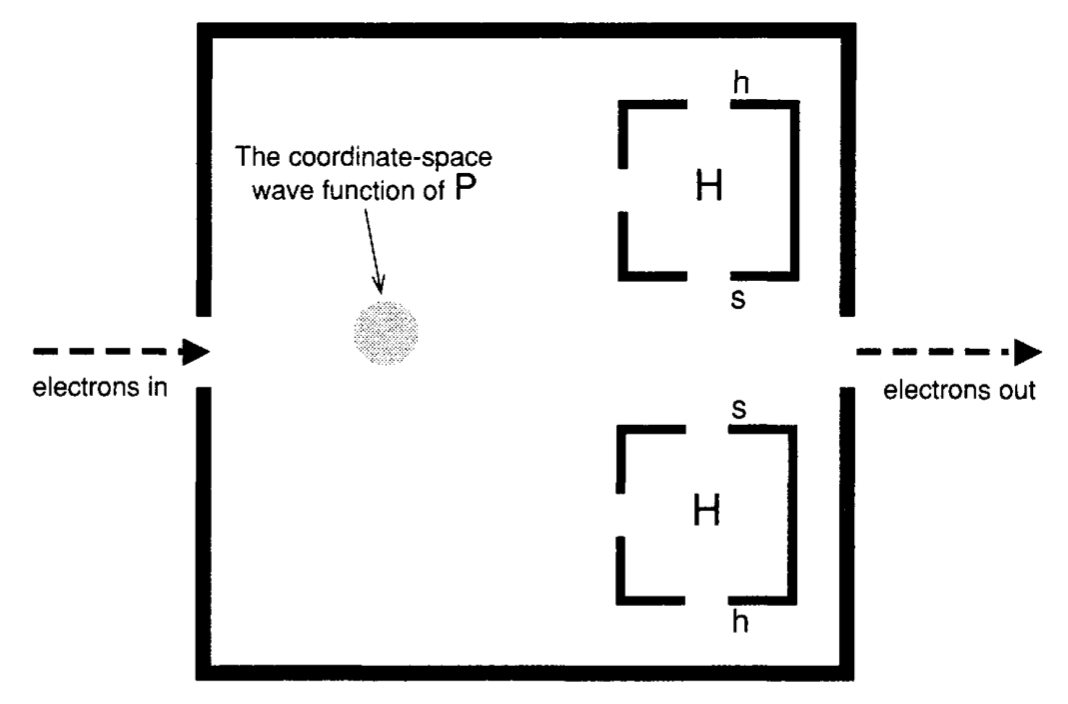 h
The coordinate-space
wave function of P
H
s
electrons in
electrons out
s
H
h